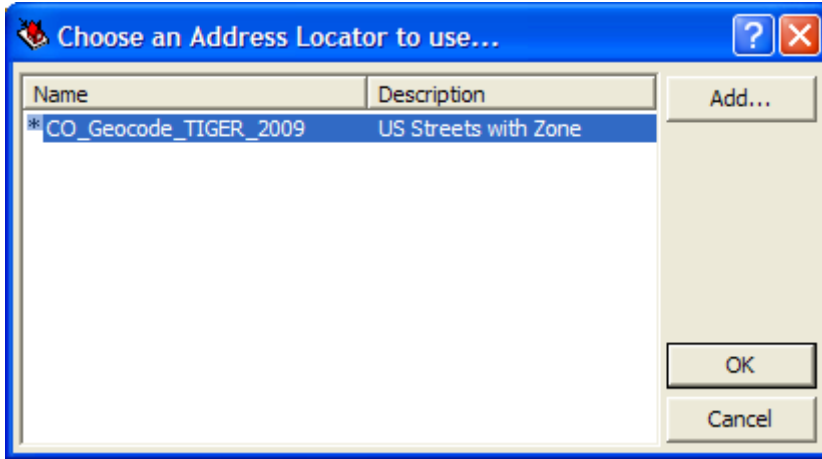 Choose an Address Locator to use...
Name Description Add...
*CO_Geocode_TIGER_2009 US Streets with Zone
OK
Cancel